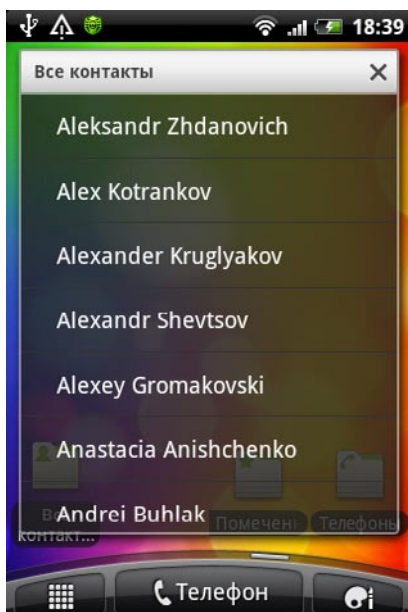 18:39
Все контакты
Aleksandr Zhdanovich
Alex Kotrankov
Alexander Kruglyakov
Alexandr Shevtsov
Alexey Gromakovski
Anastacia Anishchenko
Andrei Buhlak
контакт...
Помечен
Телефоны
Телефон